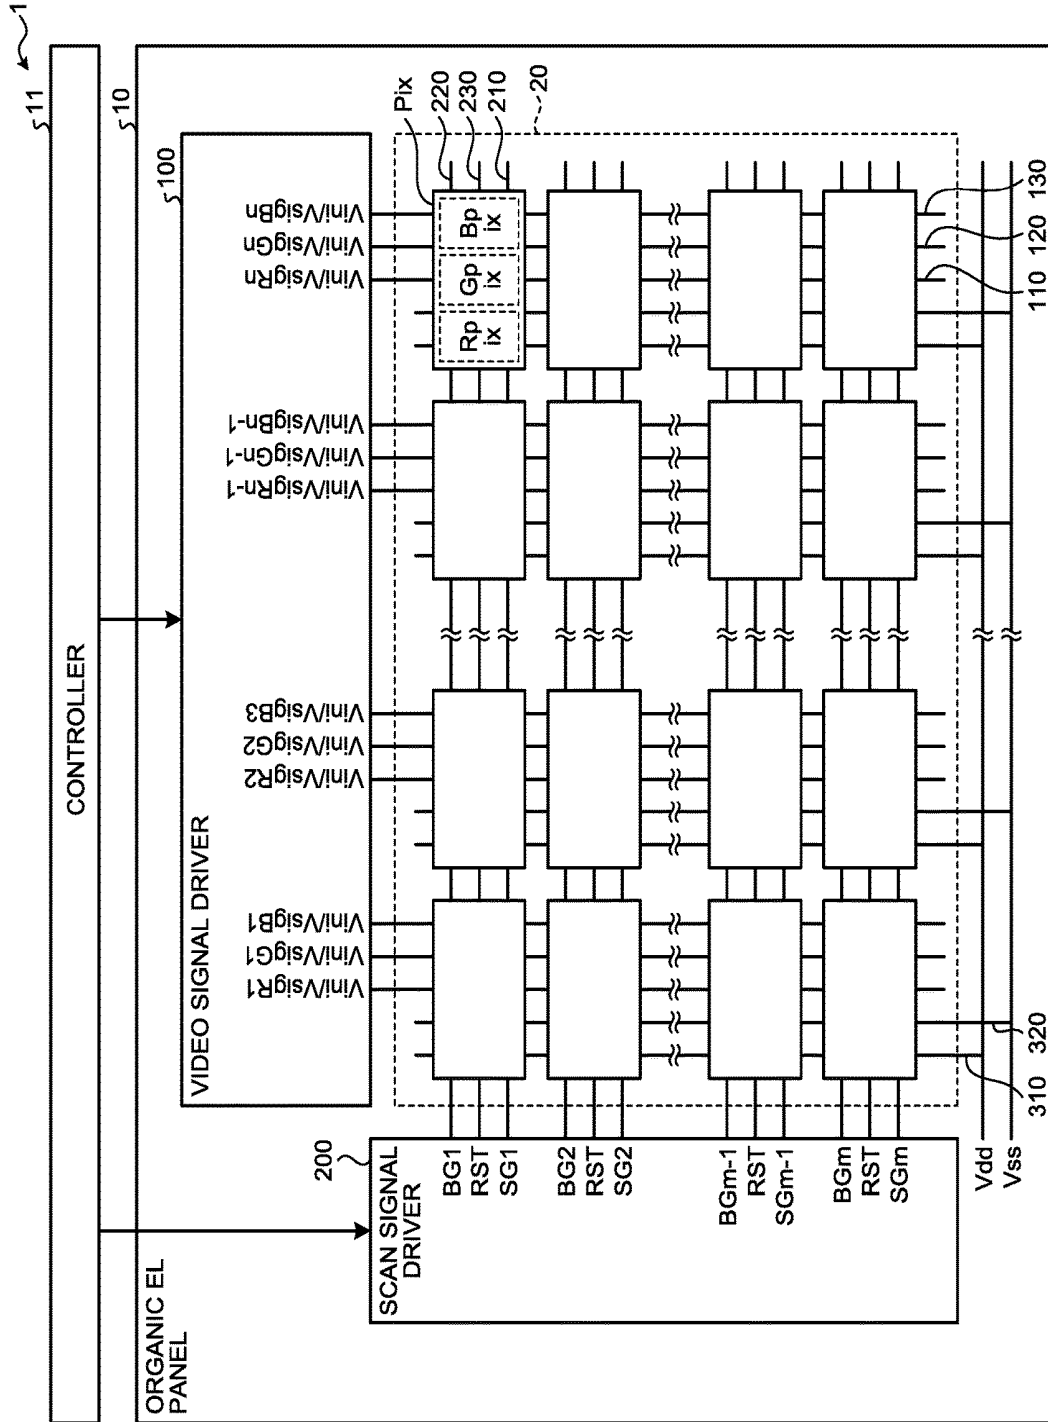 1
11
CONTROLLER
10
ORGANIC EL
PANEL
100
VIDEO SIGNAL DRIVER
Vini/VsigR1
Vini/VsigG1
Vini/VsigB1
Vini/VsigR2
Vini/VsigG2
Vini/VsigB3
Vini/VsigRn-1
Vini/VsigGn-1
Vini/VsigBn-1
Vini/VsigRn
Vini/VsigGn
Vini/VsigBn
200
SCAN SIGNAL
DRIVER
BG1
RST
SG1
BG2
RST
SG2
BGm-1
RST
SGm-1
BGm
RST
SGm
Vdd
Vss
Rp
ix
Gp
ix
Bp
ix
Pix
220
230
210
20
310
320
110
120
130